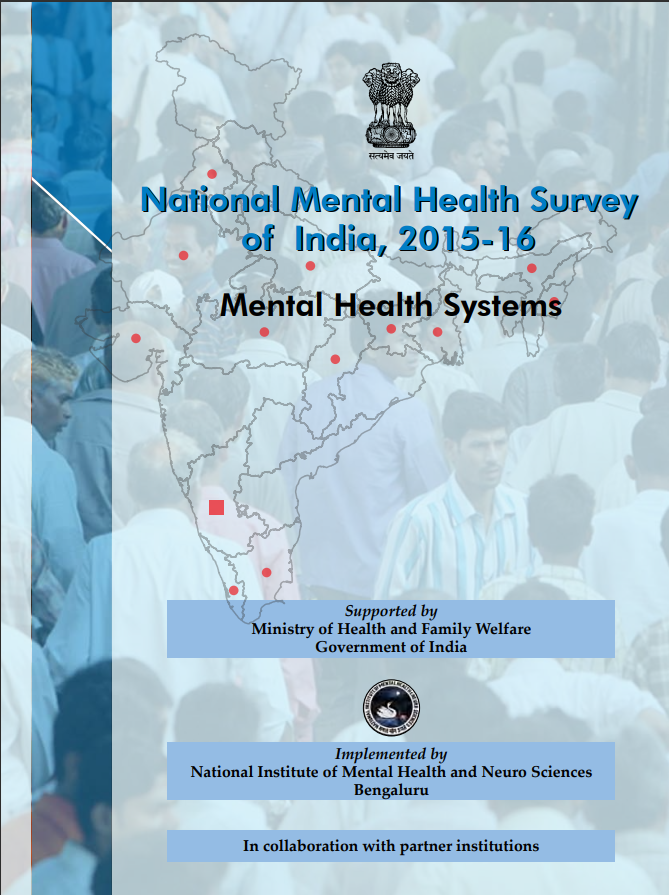 सत्यमेव जयते
National Mental Health Survey
of India, 2015-16
Mental Health Systems
Supported by
Ministry of Health and Family Welfare
Government of India
Implemented by
National Institute of Mental Health and Neuro Sciences
Bengaluru
In collaboration with partner institutions